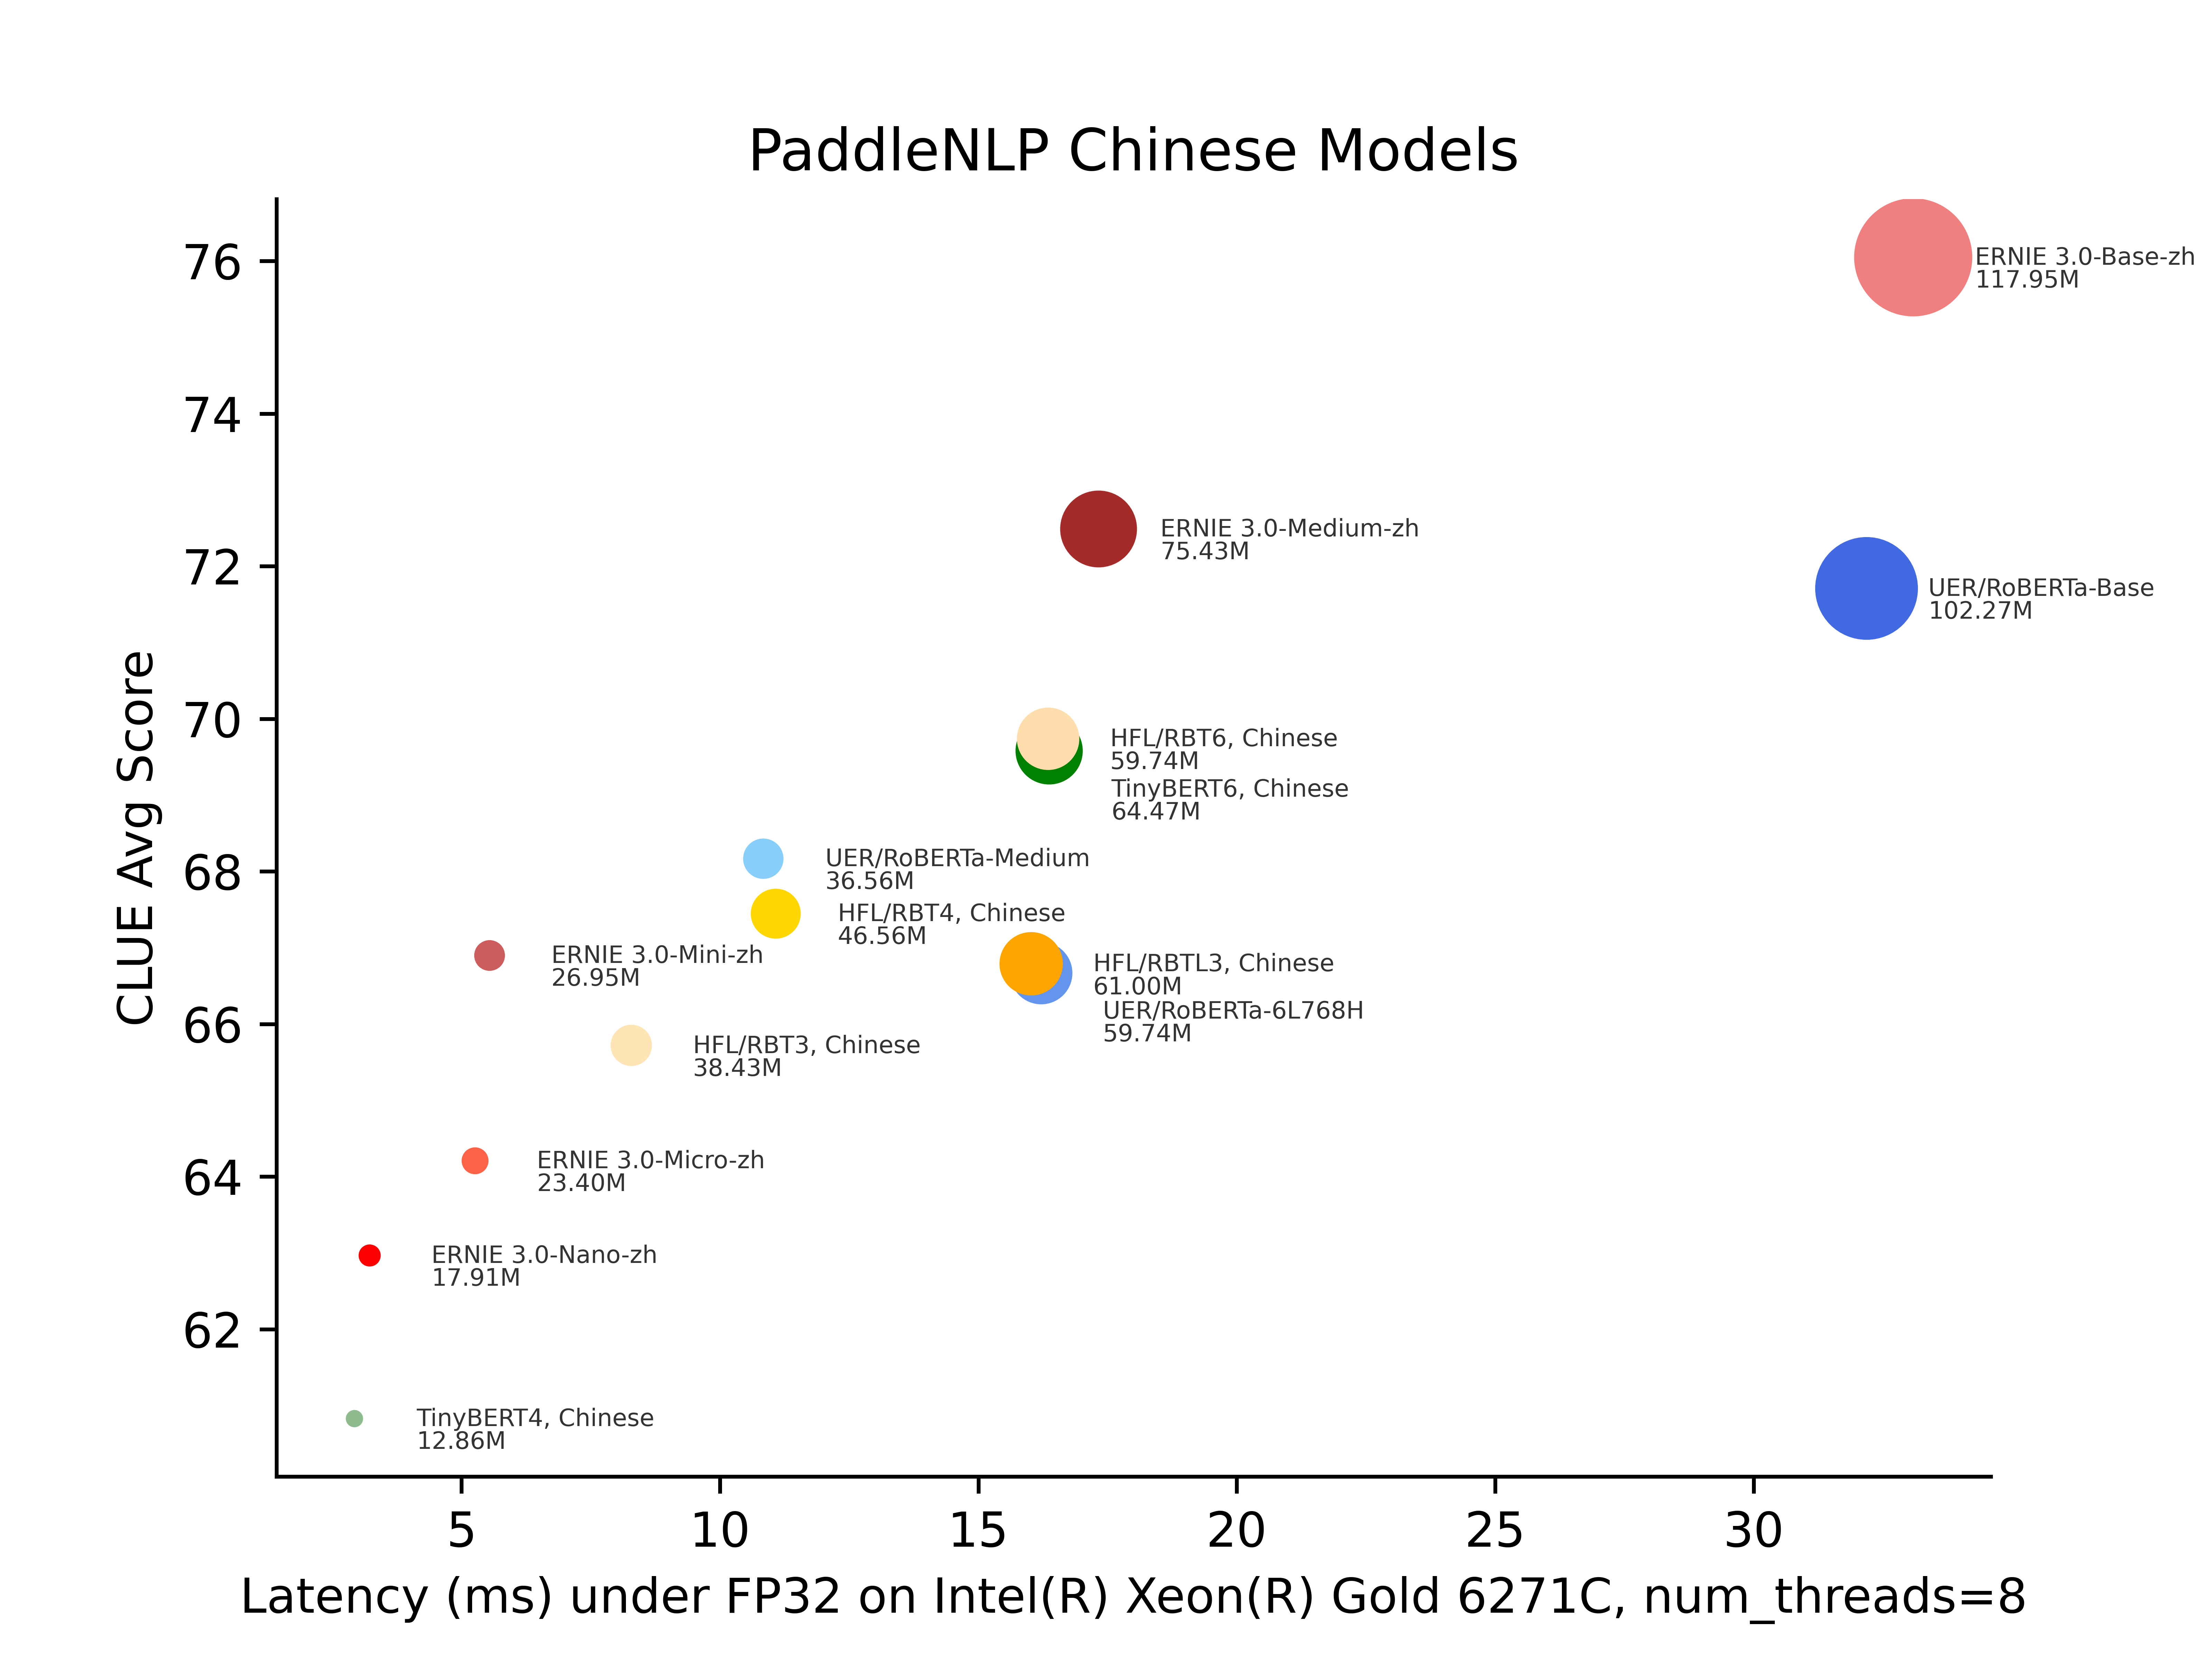 PaddleNLP Chinese Models
76
74
72
70
68
66
64
62
CLUE Avg Score
ERNIE 3.0-Base-zh
117.95M
ERNIE 3.0-Medium-zh
75.43M
UER/RoBERTa-Base
102.27M
HFL/RBT6, Chinese
59.74M
TinyBERT6, Chinese
64.47M
UER/RoBERTa-Medium
36.56M
HFL/RBT4, Chinese
46.56M
ERNIE 3.0-Mini-zh
26.95M
HFL/RBTL3, Chinese
61.00M
UER/RoBERTa-6L768H
59.74M
HFL/RBT3, Chinese
38.43M
ERNIE 3.0-Micro-zh
23.40M
ERNIE 3.0-Nano-zh
17.91M
TinyBERT4, Chinese
12.86M
5 10 15 20 25 30
Latency (ms) under FP32 on Intel(R) Xeon(R) Gold 6271C, num_threads=8